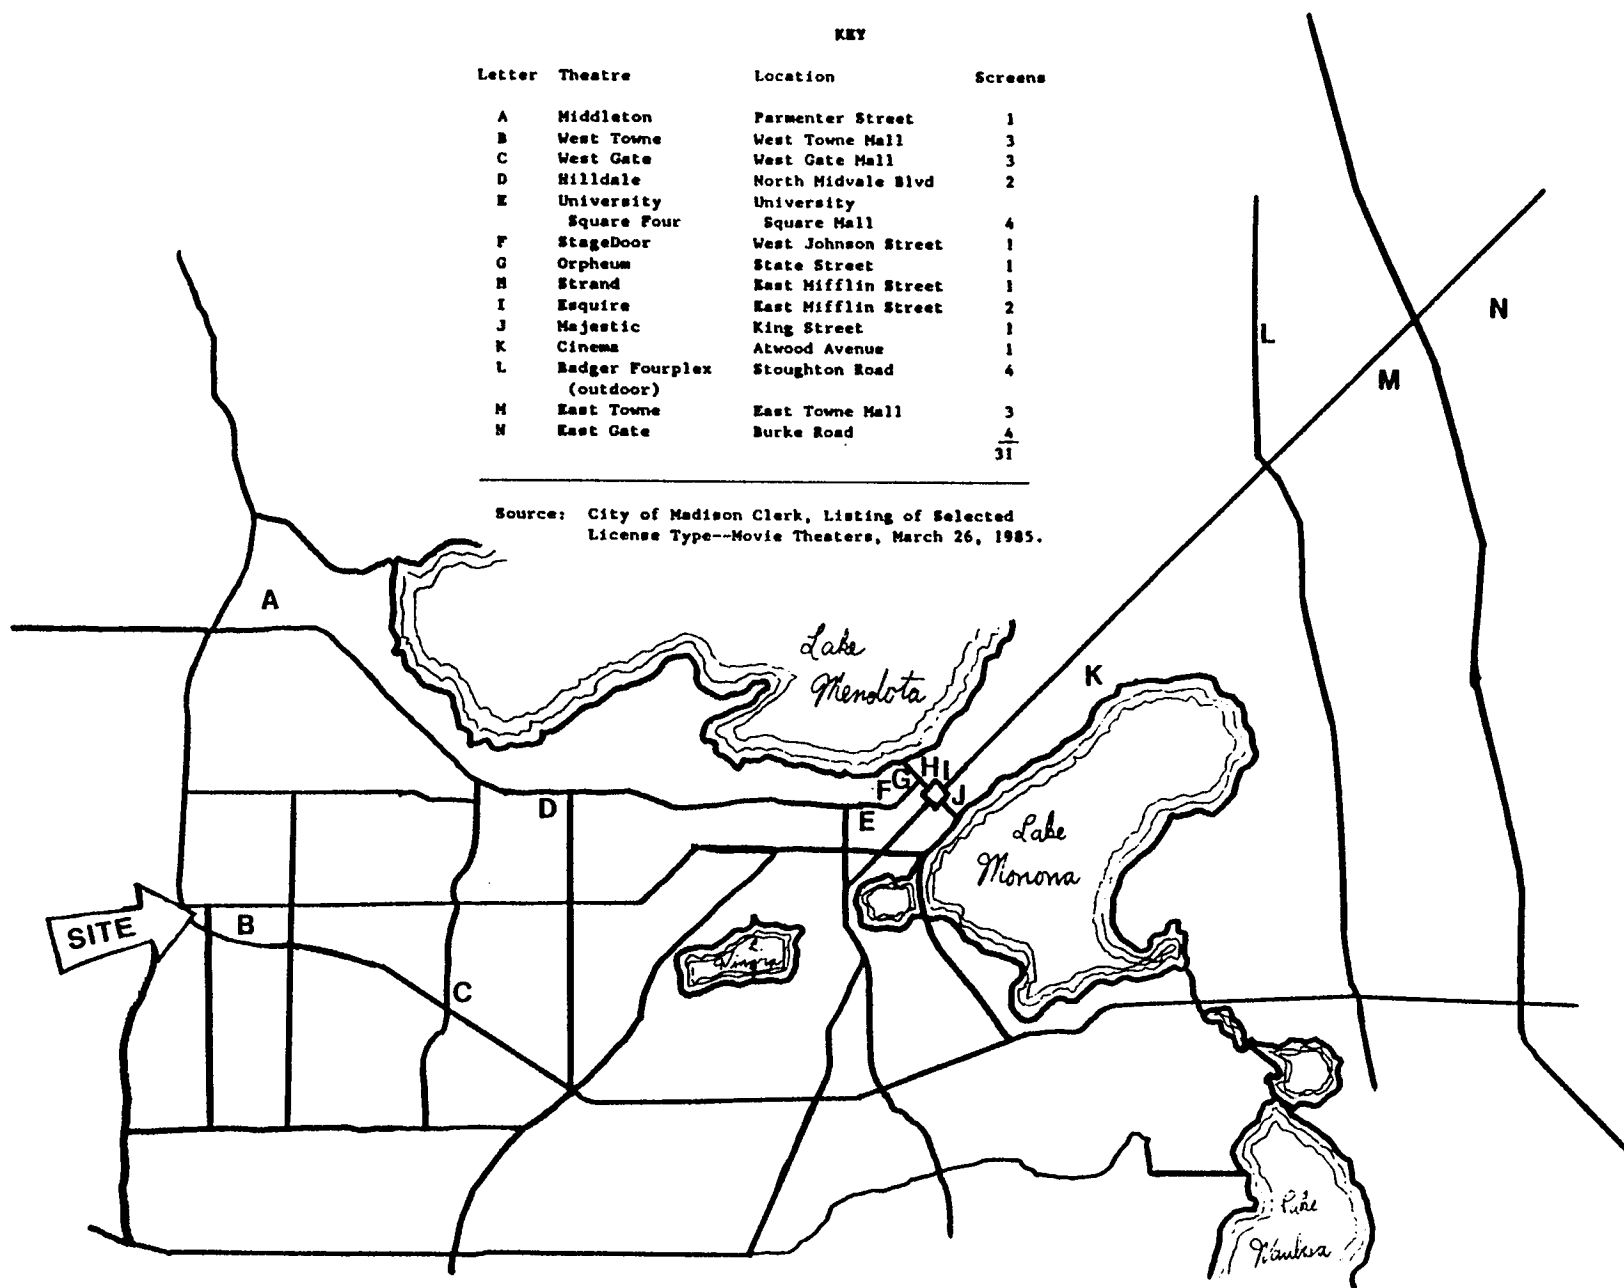 KEY
Letter Theatre Location Screens
A Middleton Parmenter Street 1
B West Towne West Towne Mall 3
C West Gate West Gate Mall 3
D Hilldale North Midvale Blvd 2
E University University
Square Four Square Mall 4
F StageDoor West Johnson Street 1
G Orpheum State Street 1
H Strand East Mifflin Street 1
I Esquire East Mifflin Street 2
J Majestic King Street 1
K Cinema Atwood Avenue 1
L Badger Fourplex Stoughton Road 4
(outdoor)
M East Towne East Towne Mall 3
N East Gate Burke Road 4
31
Source: City of Madison Clerk, Listing of Selected
License Type--Movie Theaters, March 26, 1985.
N
L
M
A
Lake
Mendota
K
H I
G
F
J
D
E
Lake
Monona
SITE
B
L.
Wingra
C
Lake
Waubesa